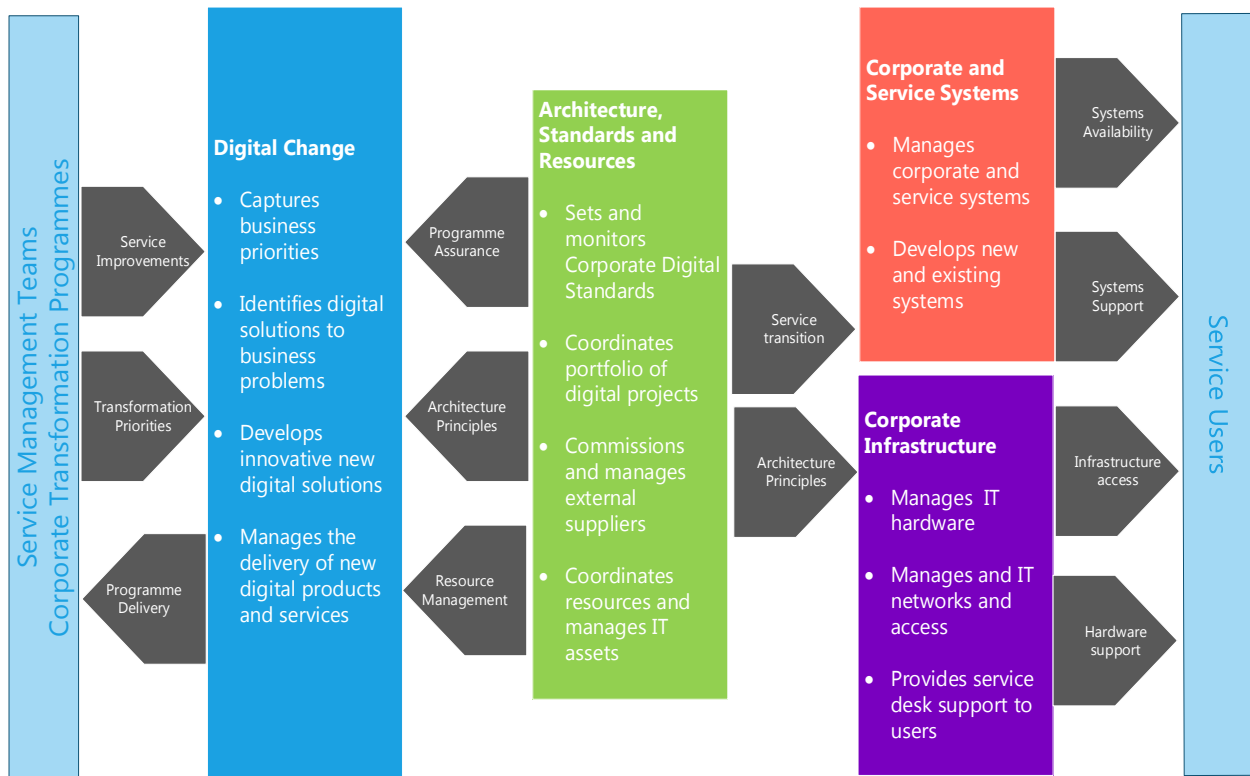 Service Management Teams
Corporate Transformation Programmes
Service
Improvements
Transformation
Priorities
Programme
Delivery
Digital Change
• Captures
business
priorities
• Identifies digital
solutions to
business
problems
• Develops
innovative new
digital solutions
• Manages the
delivery of new
digital products
and services
Programme
Assurance
Architecture
Principles
Resource
Management
Architecture,
Standards and
Resources
• Sets and
monitors
Corporate Digital
Standards
• Coordinates
portfolio of
digital projects
• Commissions
and manages
external
suppliers
• Coordinates
resources and
manages IT
assets
Service
transition
Architecture
Principles
Corporate and
Service Systems
• Manages
corporate and
service systems
• Develops new
and existing
systems
Corporate
Infrastructure
• Manages IT
hardware
• Manages and IT
networks and
access
• Provides service
desk support to
users
Systems
Availability
Systems
Support
Infrastructure
access
Hardware
support
Service Users